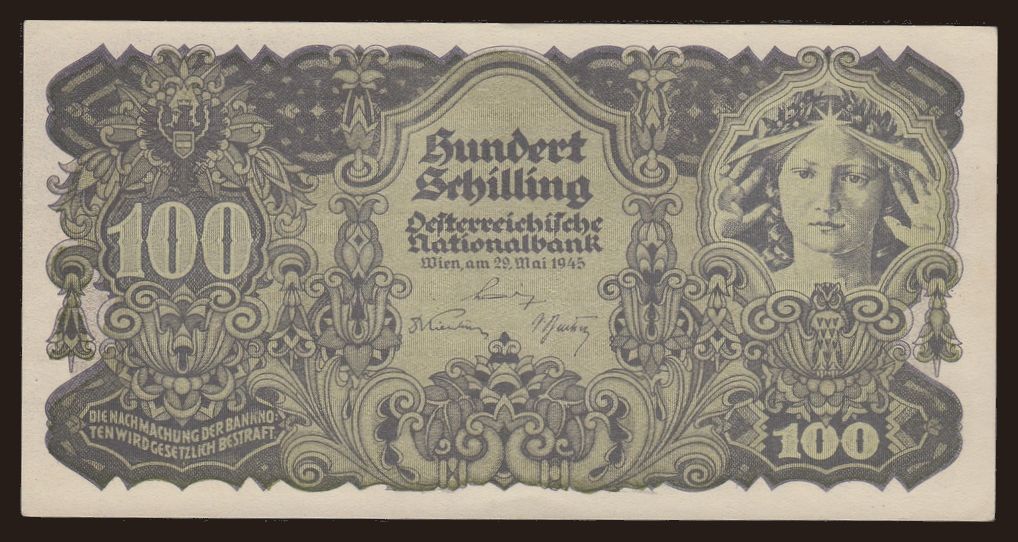 100
Hundert
Schilling
Oesterreichische
Nationalbank
Wien, am 29. Mai 1945
DIE NACHMACHUNG DER BANKNO-
TEN WIRD GESETZLICH BESTRAFT.
100